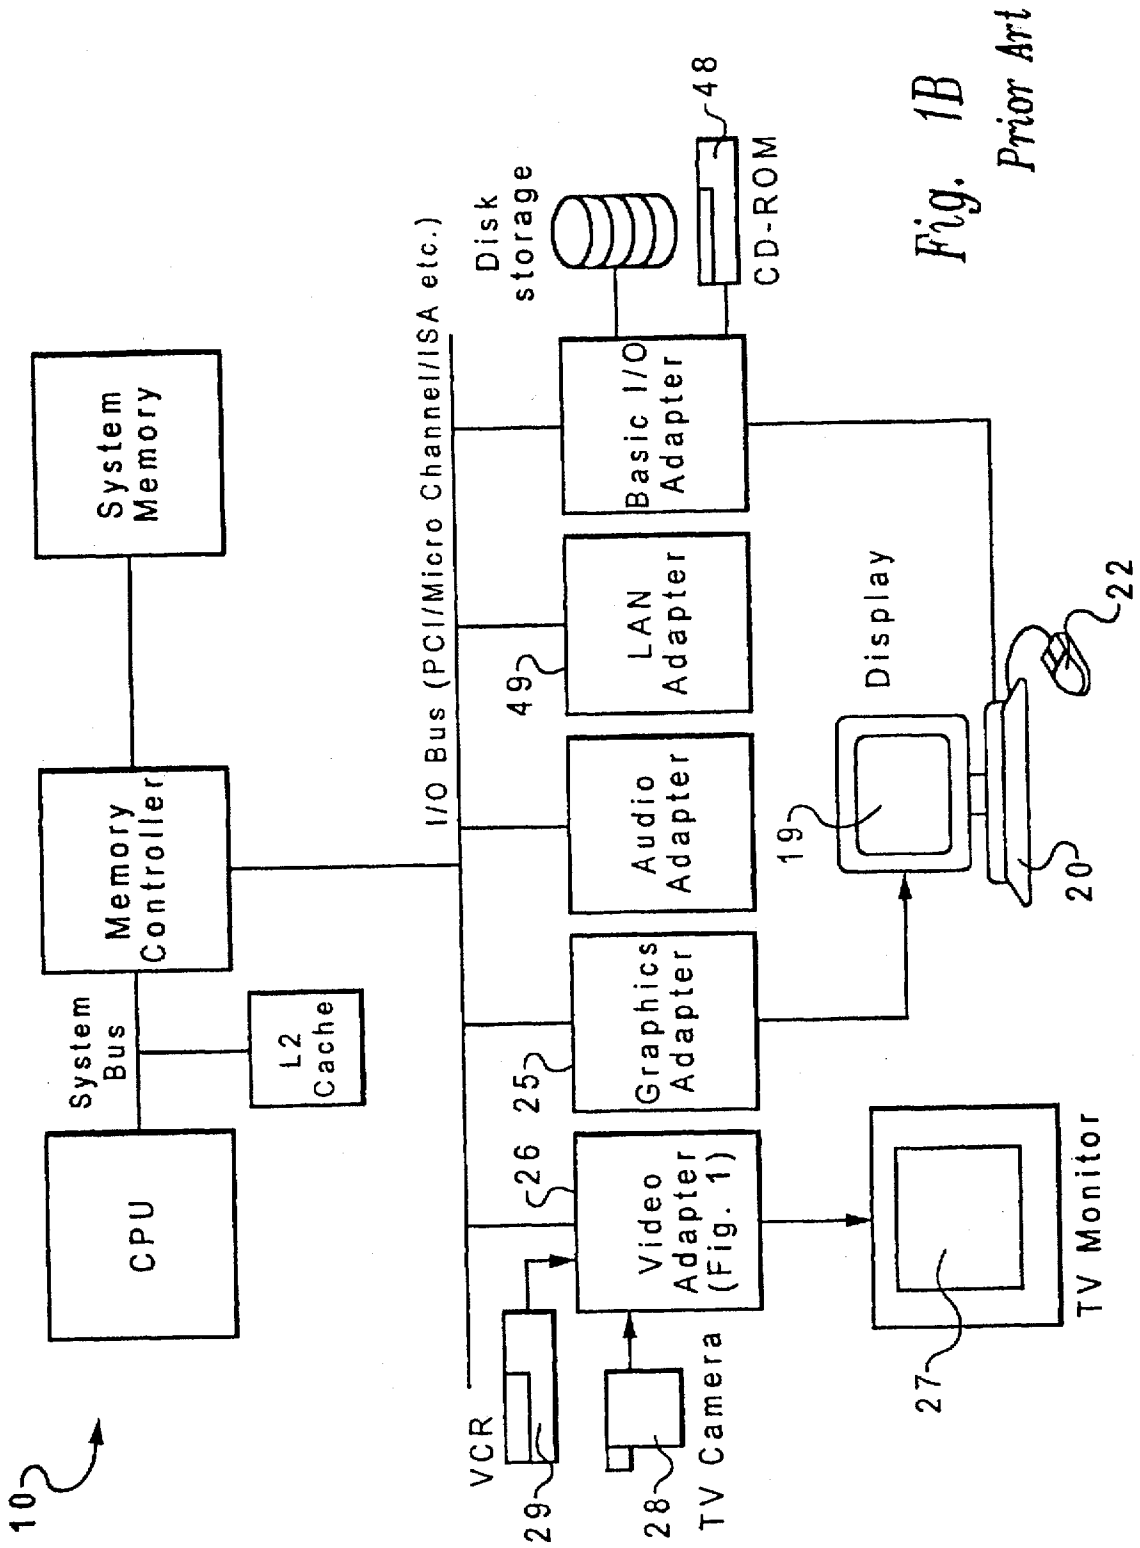 10
CPU
System
Bus
L2
Cache
Memory
Controller
System
Memory
I/O Bus (PCI/Micro Channel/ISA etc.)
VCR
29
28
TV Camera
26
Video
Adapter
(Fig. 1)
25
Graphics
Adapter
Audio
Adapter
49
LAN
Adapter
Basic I/O
Adapter
Disk
storage
48
CD-ROM
27
TV Monitor
19
Display
20
22
Fig. 1B
Prior Art